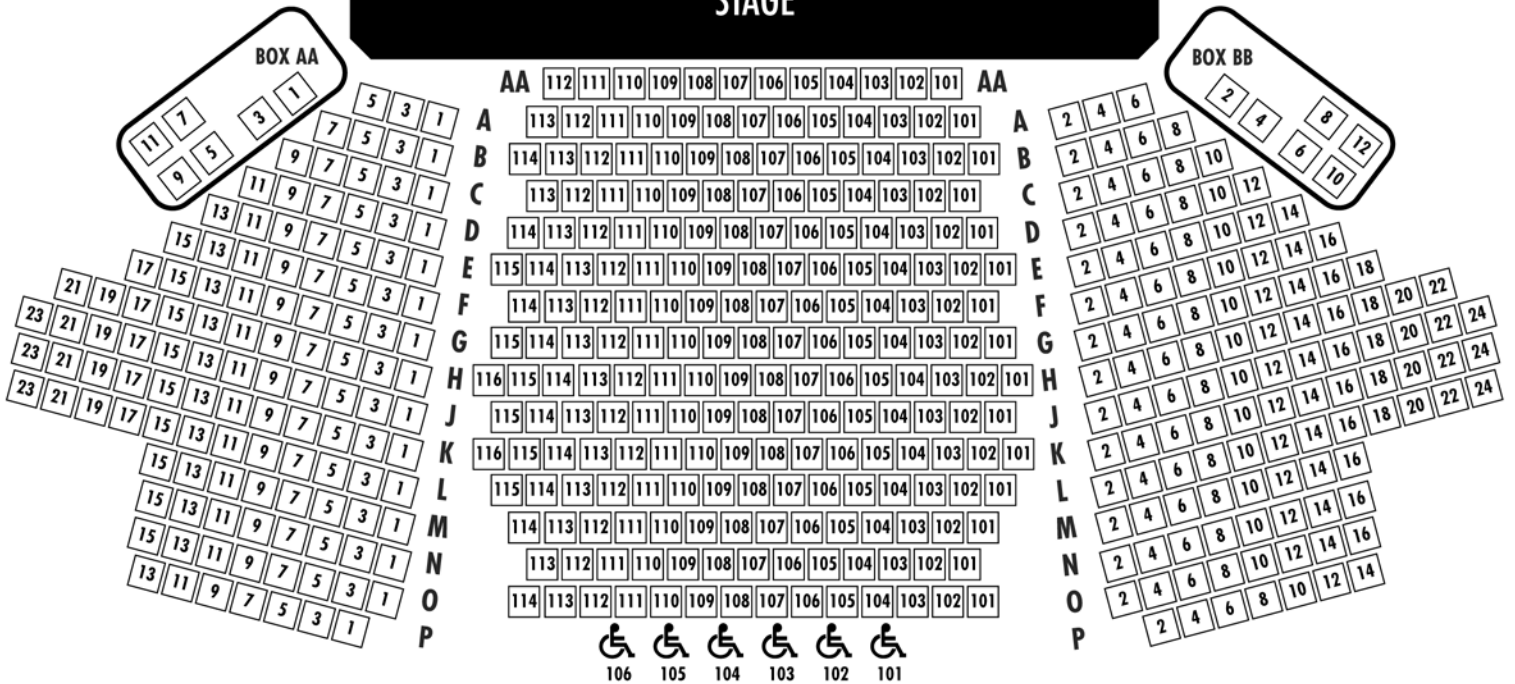 STAGE
BOX AA
1
3
7
11
5
9
BOX BB
2
4
8
12
6
10
AA 112 111 110 109 108 107 106 105 104 103 102 101 AA
5 3 1 A 113 112 111 110 109 108 107 106 105 104 103 102 101 A 2 4 6
7 5 3 1 B 114 113 112 111 110 109 108 107 106 105 104 103 102 101 B 2 4 6 8
9 7 5 3 1 C 113 112 111 110 109 108 107 106 105 104 103 102 101 C 2 4 6 8 10
11 9 7 5 3 1 D 114 113 112 111 110 109 108 107 106 105 104 103 102 101 D 2 4 6 8 10 12
13 11 9 7 5 3 1 E 115 114 113 112 111 110 109 108 107 106 105 104 103 102 101 E 2 4 6 8 10 12 14
15 13 11 9 7 5 3 1 F 114 113 112 111 110 109 108 107 106 105 104 103 102 101 F 2 4 6 8 10 12 14 16
17 15 13 11 9 7 5 3 1 G 115 114 113 112 111 110 109 108 107 106 105 104 103 102 101 G 2 4 6 8 10 12 14 16 18
21 19 17 15 13 11 9 7 5 3 1 H 116 115 114 113 112 111 110 109 108 107 106 105 104 103 102 101 H 2 4 6 8 10 12 14 16 18 20 22
23 21 19 17 15 13 11 9 7 5 3 1 J 115 114 113 112 111 110 109 108 107 106 105 104 103 102 101 J 2 4 6 8 10 12 14 16 18 20 22 24
23 21 19 17 15 13 11 9 7 5 3 1 K 116 115 114 113 112 111 110 109 108 107 106 105 104 103 102 101 K 2 4 6 8 10 12 14 16 18 20 22 24
23 21 19 17 15 13 11 9 7 5 3 1 L 115 114 113 112 111 110 109 108 107 106 105 104 103 102 101 L 2 4 6 8 10 12 14 16 18 20 22 24
15 13 11 9 7 5 3 1 M 114 113 112 111 110 109 108 107 106 105 104 103 102 101 M 2 4 6 8 10 12 14 16
15 13 11 9 7 5 3 1 N 113 112 111 110 109 108 107 106 105 104 103 102 101 N 2 4 6 8 10 12 14 16
15 13 11 9 7 5 3 1 O 114 113 112 111 110 109 108 107 106 105 104 103 102 101 O 2 4 6 8 10 12 14 16
13 11 9 7 5 3 1 P 106 105 104 103 102 101 P 2 4 6 8 10 12 14